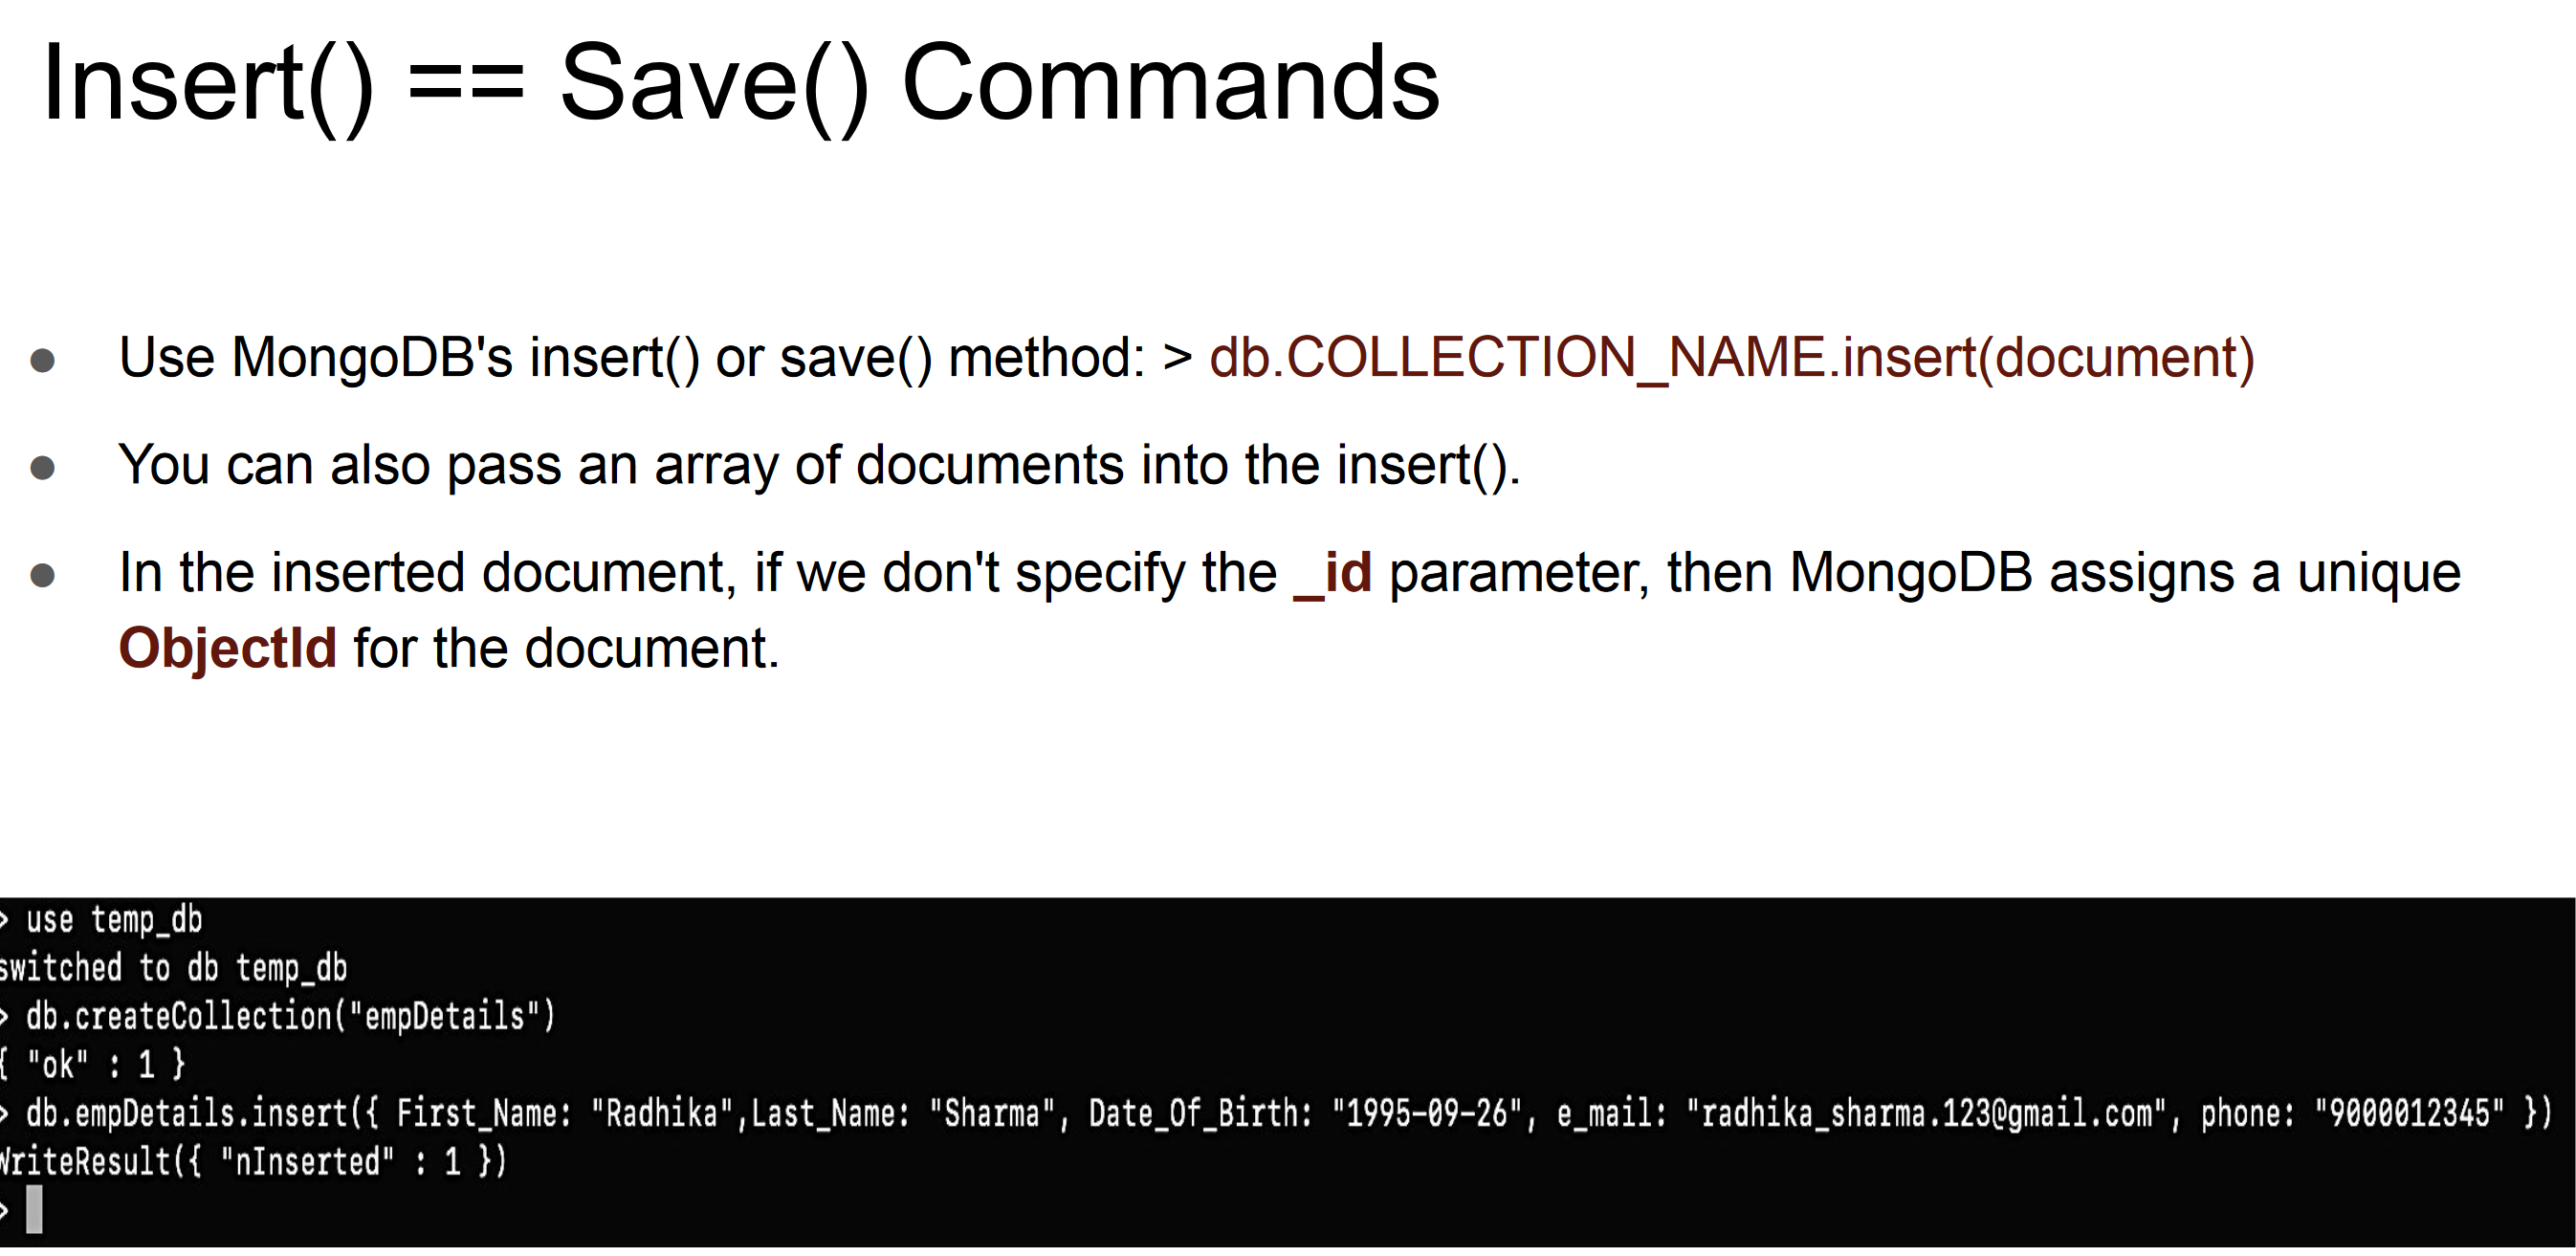 Insert() == Save() Commands
● Use MongoDB's insert() or save() method: > db.COLLECTION_NAME.insert(document)
● You can also pass an array of documents into the insert().
● In the inserted document, if we don't specify the _id parameter, then MongoDB assigns a unique
ObjectId for the document.
> use temp_db
switched to db temp_db
> db.createCollection("empDetails")
{ "ok" : 1 }
> db.empDetails.insert({ First_Name: "Radhika",Last_Name: "Sharma", Date_Of_Birth: "1995-09-26", e_mail: "radhika_sharma.123@gmail.com", phone: "9000012345" })
WriteResult({ "nInserted" : 1 })
>